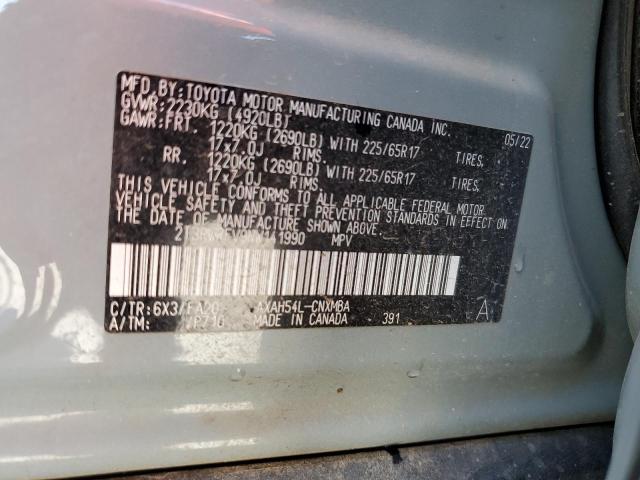 MFD. BY: TOYOTA MOTOR MANUFACTURING CANADA INC. 05/22
GVWR: 2230KG (4920LB)
GAWR: FRT. 1220KG (2690LB) WITH 225/65R17 TIRES,
17x7.0J RIMS.
RR. 1220KG (2690LB) WITH 225/65R17 TIRES,
17x7.0J RIMS.
THIS VEHICLE CONFORMS TO ALL APPLICABLE FEDERAL MOTOR
VEHICLE SAFETY AND THEFT PREVENTION STANDARDS IN EFFECT
ON THE DATE OF MANUFACTURE SHOWN ABOVE.
MPV
C/TR: AXAH54L-CNXMBA A
A/TM: MADE IN CANADA 391